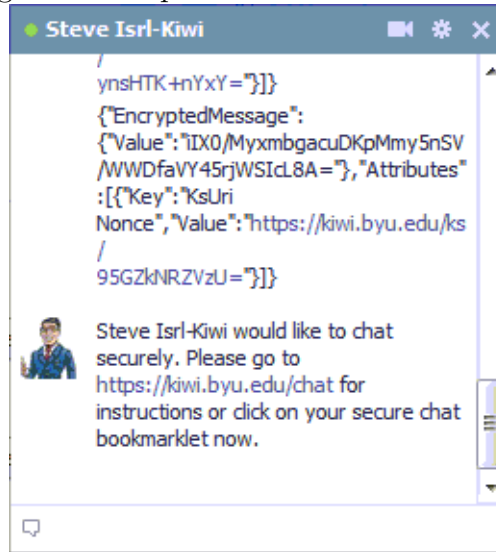 Steve Isrl-Kiwi
/
ynsHTK+nYxY="}]}
{"EncryptedMessage":
{"Value":"iIX0/MyxmbgacuDKpMmy5nSV
/WWDfaVY45rjWSIcL8A="},"Attributes"
:[{"Key":"KsUri
Nonce","Value":"https://kiwi.byu.edu/ks
/
95GZkNRZVzU="}]}
Steve Isrl-Kiwi would like to chat
securely. Please go to
https://kiwi.byu.edu/chat for
instructions or click on your secure chat
bookmarklet now.